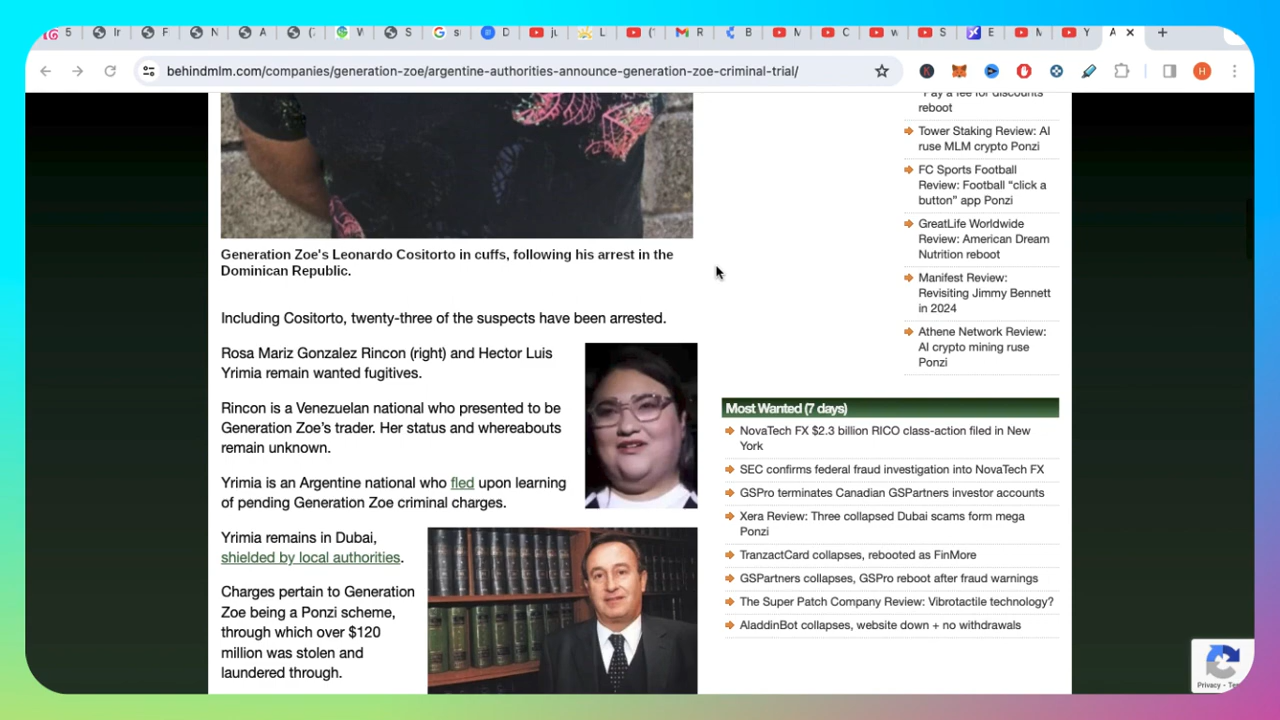 5
Ir
F
N
A
(7
W
S
s
D
ju
L
("
R
B
M
C
w
S
E
M
Y
A
behindmlm.com/companies/generation-zoe/argentine-authorities-announce-generation-zoe-criminal-trial/
H
Generation Zoe's Leonardo Cositorto in cuffs, following his arrest in the
Dominican Republic.
Including Cositorto, twenty-three of the suspects have been arrested.
Rosa Mariz Gonzalez Rincon (right) and Hector Luis
Yrimia remain wanted fugitives.
Rincon is a Venezuelan national who presented to be
Generation Zoe's trader. Her status and whereabouts
remain unknown.
Yrimia is an Argentine national who fled upon learning
of pending Generation Zoe criminal charges.
Yrimia remains in Dubai,
shielded by local authorities.
Charges pertain to Generation
Zoe being a Ponzi scheme,
through which over $120
million was stolen and
laundered through.
"Pay a fee for discounts"
reboot
Tower Staking Review: AI
ruse MLM crypto Ponzi
FC Sports Football
Review: Football “click a
button” app Ponzi
GreatLife Worldwide
Review: American Dream
Nutrition reboot
Manifest Review:
Revisiting Jimmy Bennett
in 2024
Athene Network Review:
AI crypto mining ruse
Ponzi
Most Wanted (7 days)
NovaTech FX $2.3 billion RICO class-action filed in New
York
SEC confirms federal fraud investigation into NovaTech FX
GSPro terminates Canadian GSPartners investor accounts
Xera Review: Three collapsed Dubai scams form mega
Ponzi
TranzactCard collapses, rebooted as FinMore
GSPartners collapses, GSPro reboot after fraud warnings
The Super Patch Company Review: Vibrotactile technology?
AladdinBot collapses, website down + no withdrawals
Privacy